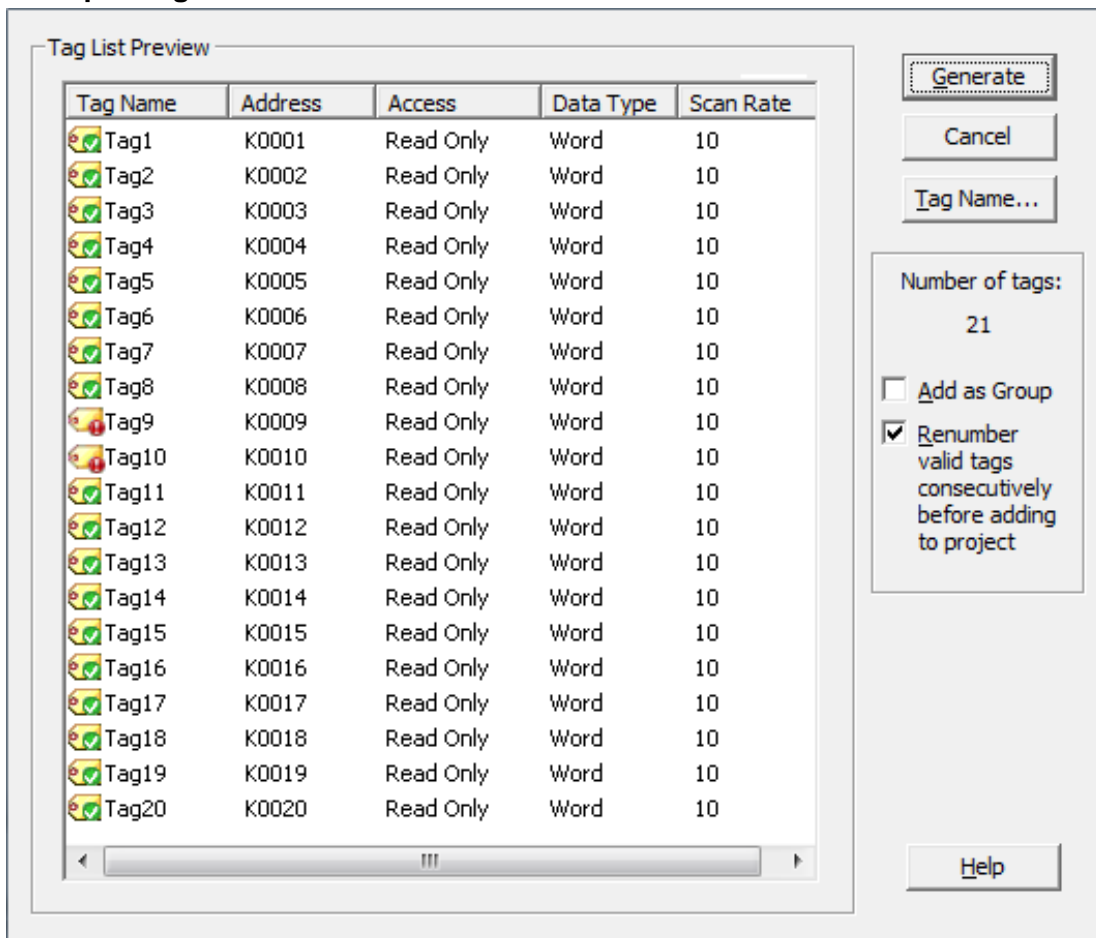 Tag List Preview
Tag Name Address Access Data Type Scan Rate
Tag1 K0001 Read Only Word 10
Tag2 K0002 Read Only Word 10
Tag3 K0003 Read Only Word 10
Tag4 K0004 Read Only Word 10
Tag5 K0005 Read Only Word 10
Tag6 K0006 Read Only Word 10
Tag7 K0007 Read Only Word 10
Tag8 K0008 Read Only Word 10
Tag9 K0009 Read Only Word 10
Tag10 K0010 Read Only Word 10
Tag11 K0011 Read Only Word 10
Tag12 K0012 Read Only Word 10
Tag13 K0013 Read Only Word 10
Tag14 K0014 Read Only Word 10
Tag15 K0015 Read Only Word 10
Tag16 K0016 Read Only Word 10
Tag17 K0017 Read Only Word 10
Tag18 K0018 Read Only Word 10
Tag19 K0019 Read Only Word 10
Tag20 K0020 Read Only Word 10
Generate
Cancel
Tag Name...
Number of tags:
21
Add as Group
Renumber
valid tags
consecutively
before adding
to project
Help